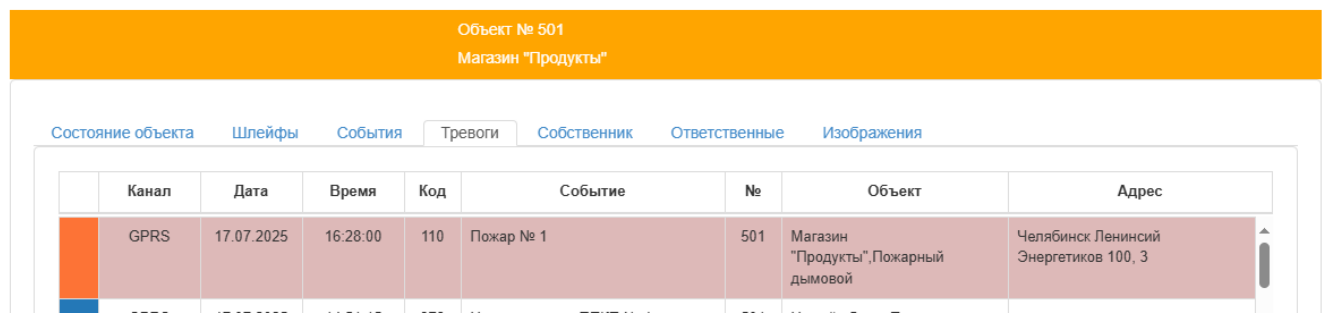 Объект № 501
Магазин "Продукты"
Состояние объекта Шлейфы События Тревоги Собственник Ответственные Изображения
Канал Дата Время Код Событие № Объект Адрес
GPRS 17.07.2025 16:28:00 110 Пожар № 1 501 Магазин Челябинск Ленинсий
"Продукты",Пожарный Энергетиков 100, 3
дымовой